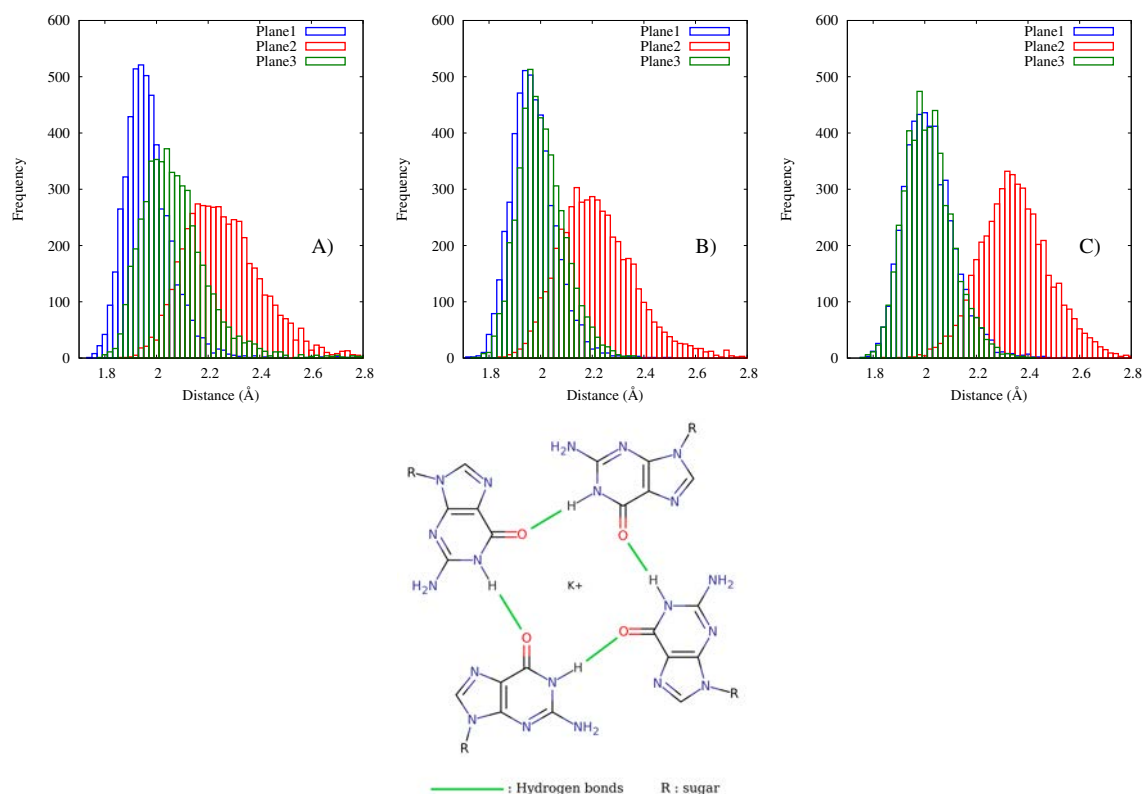 600
500
400
300
200
100
0
1.8 2 2.2 2.4 2.6 2.8
Frequency
Distance (Å)
Plane1
Plane2
Plane3
A)
600
500
400
300
200
100
0
1.8 2 2.2 2.4 2.6 2.8
Frequency
Distance (Å)
Plane1
Plane2
Plane3
B)
600
500
400
300
200
100
0
1.8 2 2.2 2.4 2.6 2.8
Frequency
Distance (Å)
Plane1
Plane2
Plane3
C)
R
H₂N N N
R
N N
N H N
O O
N
N H H NH₂
H₂N K+ N
O O N
H
N N N N
R
N N NH₂
R
: Hydrogen bonds R : sugar